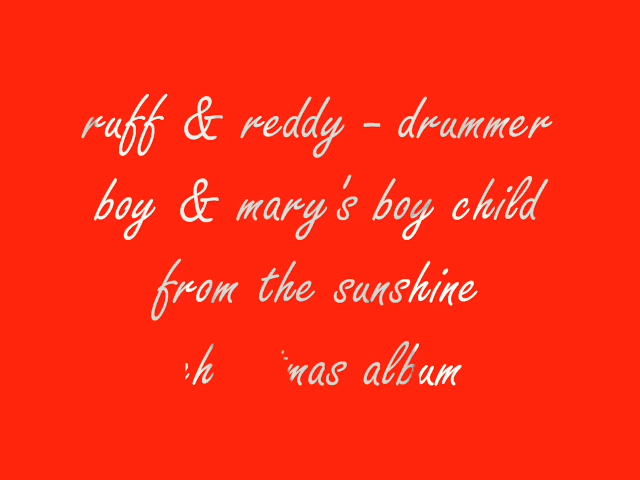 ruff & reddy - drummer
boy & mary's boy child
from the sunshine
album